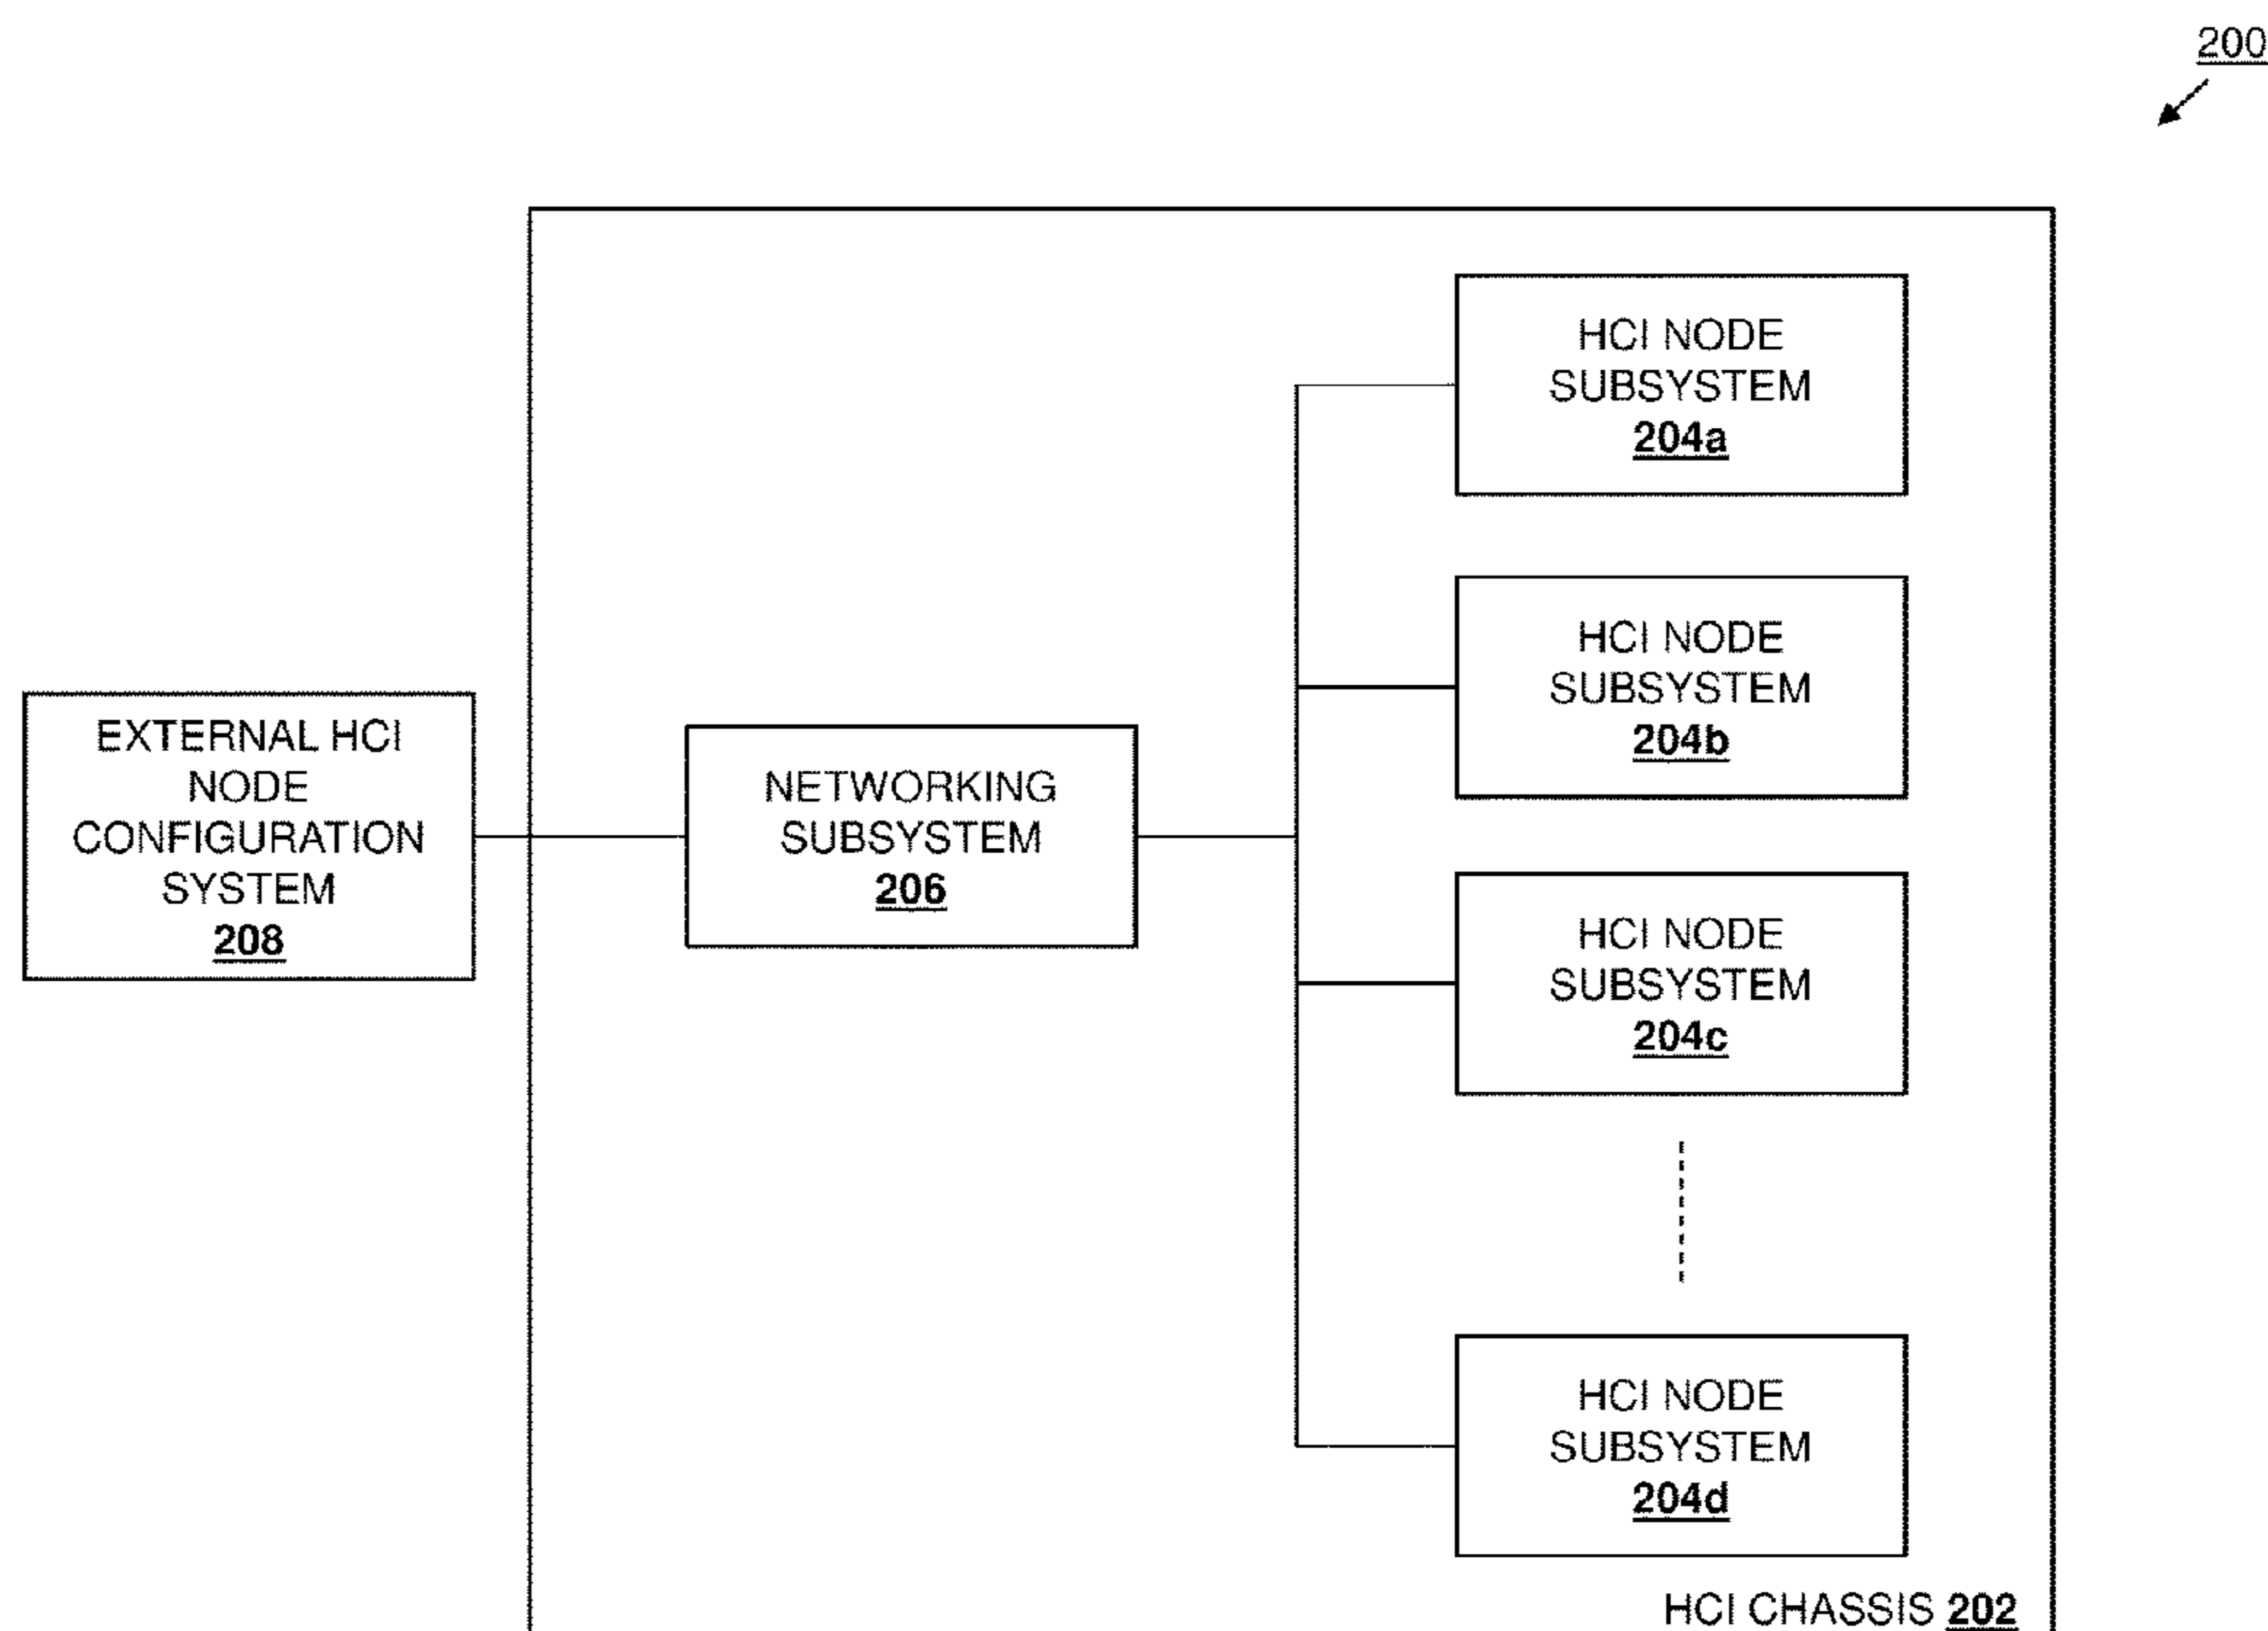 200
HCI NODE
SUBSYSTEM
204a
HCI NODE
SUBSYSTEM
204b
EXTERNAL HCI
NODE
CONFIGURATION
SYSTEM
208
NETWORKING
SUBSYSTEM
206
HCI NODE
SUBSYSTEM
204c
HCI NODE
SUBSYSTEM
204d
HCI CHASSIS 202